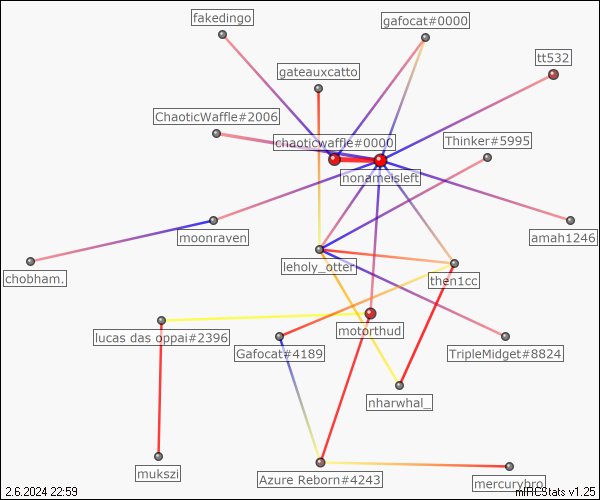 fakedingo
gafocat#0000
tt532
gateauxcatto
ChaoticWaffle#2006
chaoticwaffle#0000
Thinker#5995
nonameisleft
moonraven
amah1246
leholy_otter
chobham.
then1cc
motorthud
lucas das oppai#2396
Gafocat#4189
TripleMidget#8824
nharwhal_
mukszi
Azure Reborn#4243
mercurybro
2.6.2024 22:59
mIRCStats v1.25